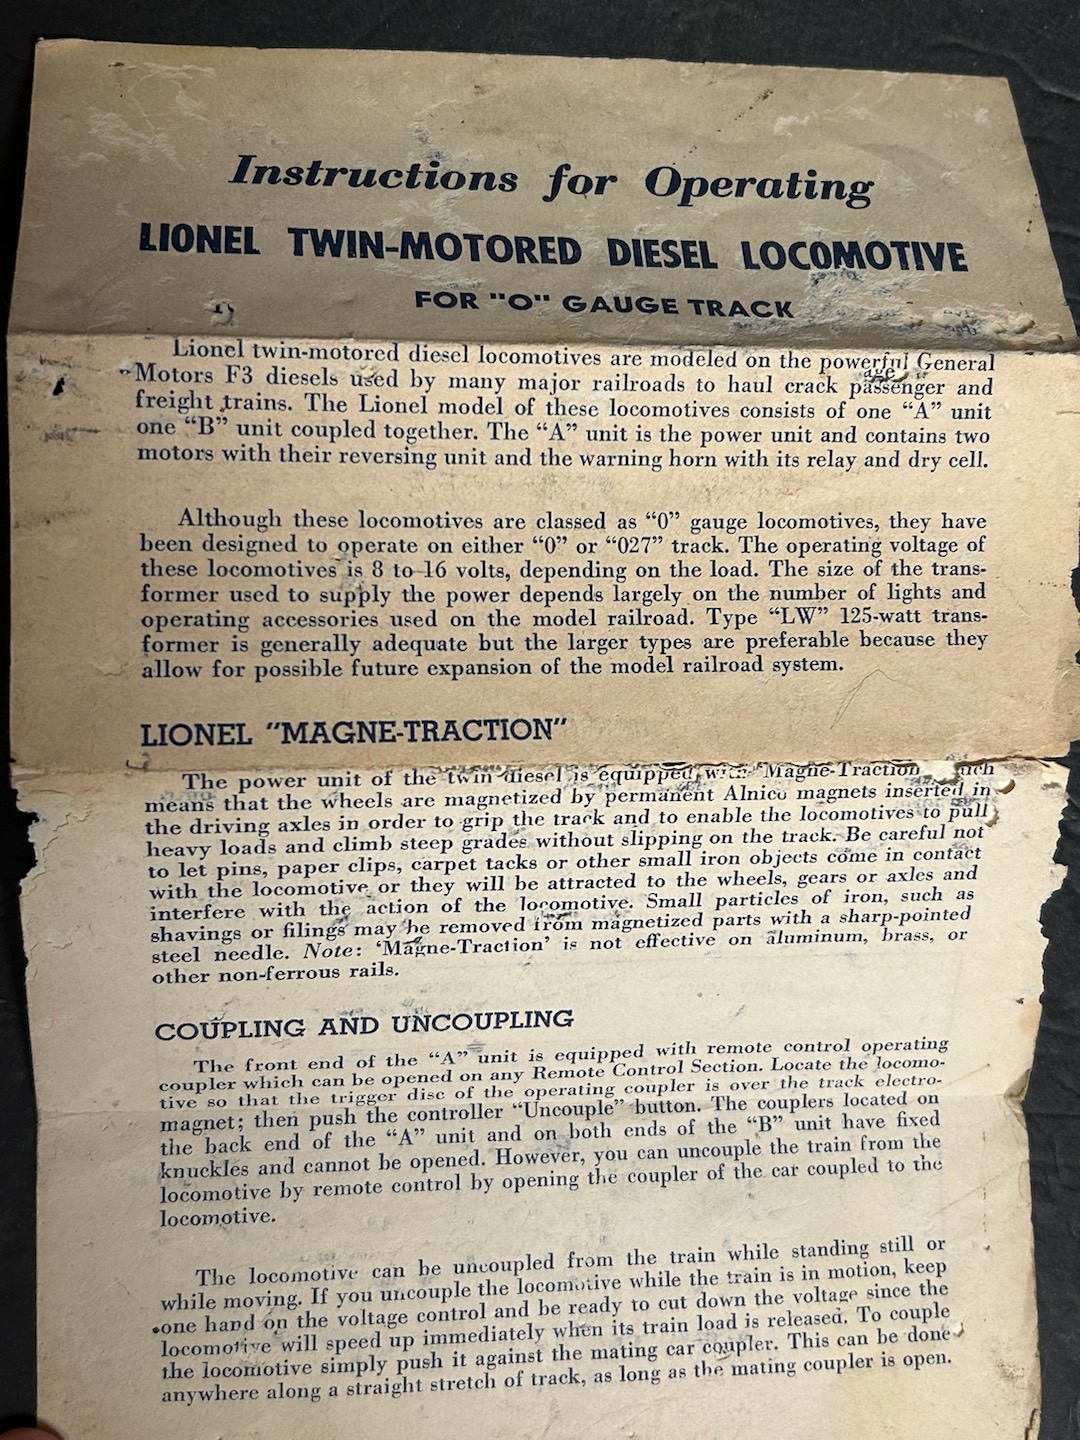 Instructions for Operating
LIONEL TWIN-MOTORED DIESEL LOCOMOTIVE
FOR "O" GAUGE TRACK
Lionel twin-motored diesel locomotives are modeled on the powerful General
Motors F3 diesels used by many major railroads to haul crack passenger and
freight trains. The Lionel model of these locomotives consists of one “A” unit
one “B” unit coupled together. The “A” unit is the power unit and contains two
motors with their reversing unit and the warning horn with its relay and dry cell.
Although these locomotives are classed as “0” gauge locomotives, they have
been designed to operate on either “0” or “027” track. The operating voltage of
these locomotives is 8 to 16 volts, depending on the load. The size of the trans-
former used to supply the power depends largely on the number of lights and
operating accessories used on the model railroad. Type “LW” 125-watt trans-
former is generally adequate but the larger types are preferable because they
allow for possible future expansion of the model railroad system.
LIONEL "MAGNE-TRACTION"
The power unit of the twin diesel is equipped with “Magne-Traction
means that the wheels are magnetized by permanent Alnico magnets inserted in
the driving axles in order to grip the track and to enable the locomotives to pull
heavy loads and climb steep grades without slipping on the track. Be careful not
to let pins, paper clips, carpet tacks or other small iron objects come in contact
with the locomotive or they will be attracted to the wheels, gears or axles and
interfere with the action of the locomotive. Small particles of iron, such as
shavings or filings may be removed from magnetized parts with a sharp-pointed
steel needle. Note: ‘Magne-Traction’ is not effective on aluminum, brass, or
other non-ferrous rails.
COUPLING AND UNCOUPLING
The front end of the “A” unit is equipped with remote control operating
coupler which can be opened on any Remote Control Section. Locate the locomo-
tive so that the trigger disc of the operating coupler is over the track electro-
magnet; then push the controller “Uncouple” button. The couplers located on
the back end of the “A” unit and on both ends of the “B” unit have fixed
knuckles and cannot be opened. However, you can uncouple the train from the
locomotive by remote control by opening the coupler of the car coupled to the
locomotive.
The locomotive can be uncoupled from the train while standing still or
while moving. If you uncouple the locomotive while the train is in motion, keep
one hand on the voltage control and be ready to cut down the voltage since the
locomotive will speed up immediately when its train load is released. To couple
the locomotive simply push it against the mating car coupler. This can be done
anywhere along a straight stretch of track, as long as the mating coupler is open.